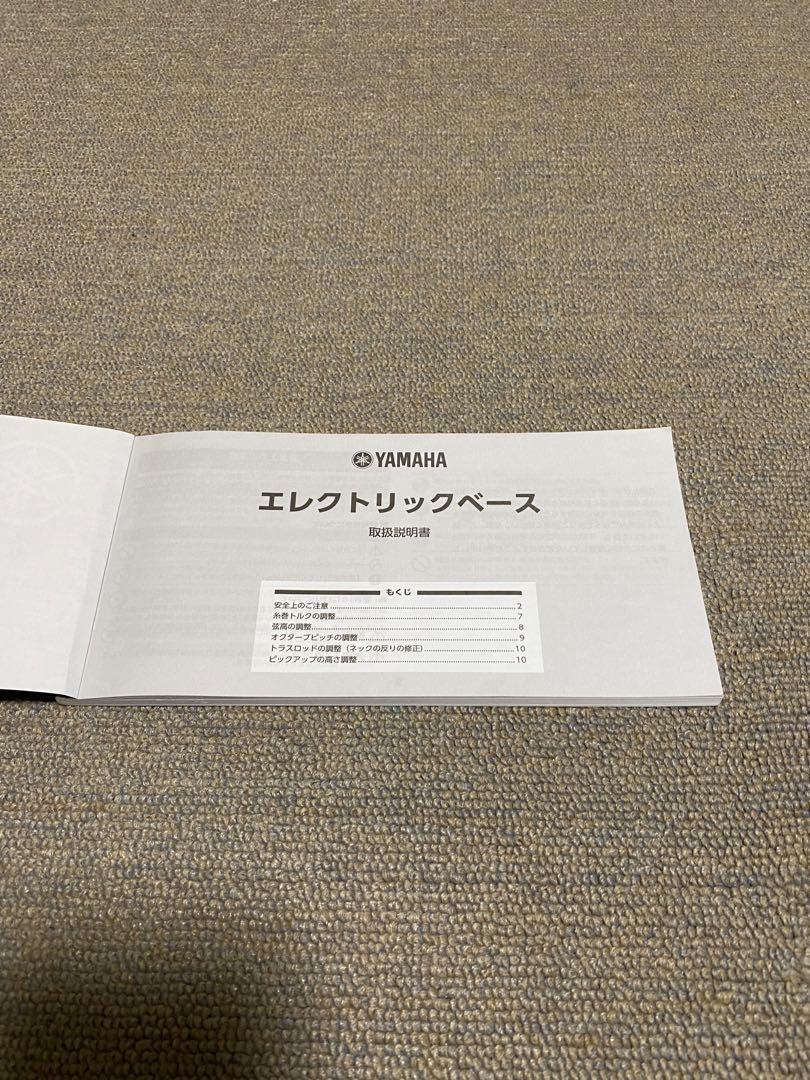 YAMAHA
エレクトリックベース
取扱説明書
もくじ
安全上のご注意 ........................................................ 2
糸巻トルクの調整 ...................................................... 7
弦高の調整 ............................................................ 8
オクターブピッチの調整 ................................................ 9
トラスロッドの調整（ネックの反りの修正） .............................. 10
ピックアップの高さ調整 ................................................ 10